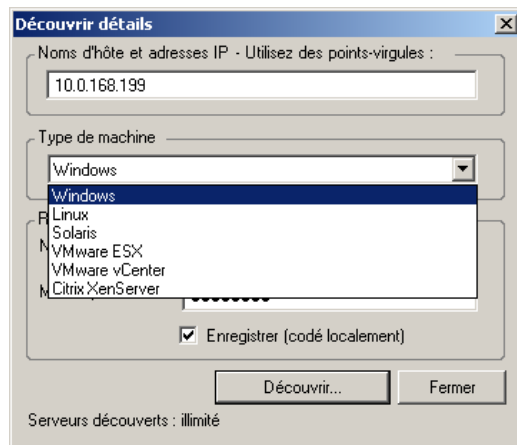 Découvrir détails
Noms d'hôte et adresses IP - Utilisez des points-virgules :
10.0.168.199
Type de machine
Windows
Windows
Linux
Solaris
VMware ESX
VMware vCenter
Citrix XenServer
Enregistrer (codé localement)
Découvrir...
Fermer
Serveurs découverts : illimité